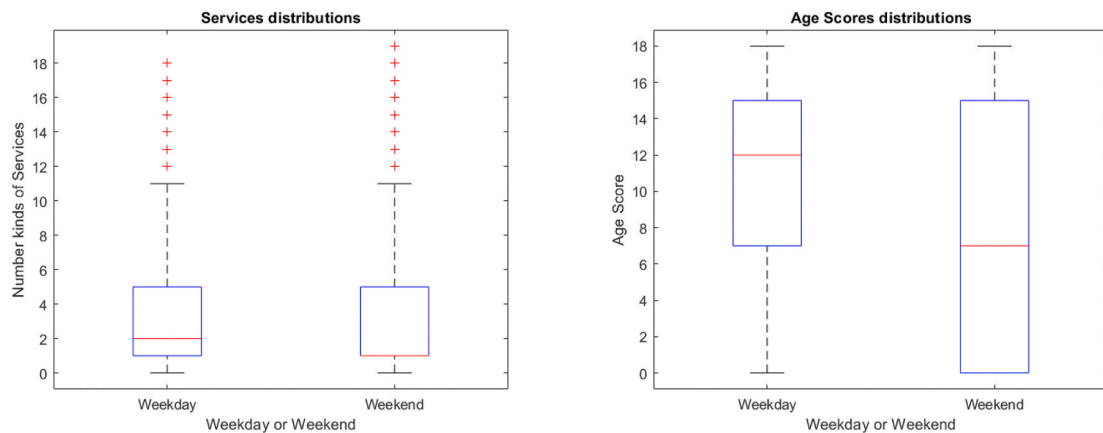 Services distributions
18
16
14
12
10
8
6
4
2
0
Number kinds of Services
Weekday
Weekend
Weekday or Weekend
Age Scores distributions
18
16
14
12
10
8
6
4
2
0
Age Score
Weekday
Weekend
Weekday or Weekend